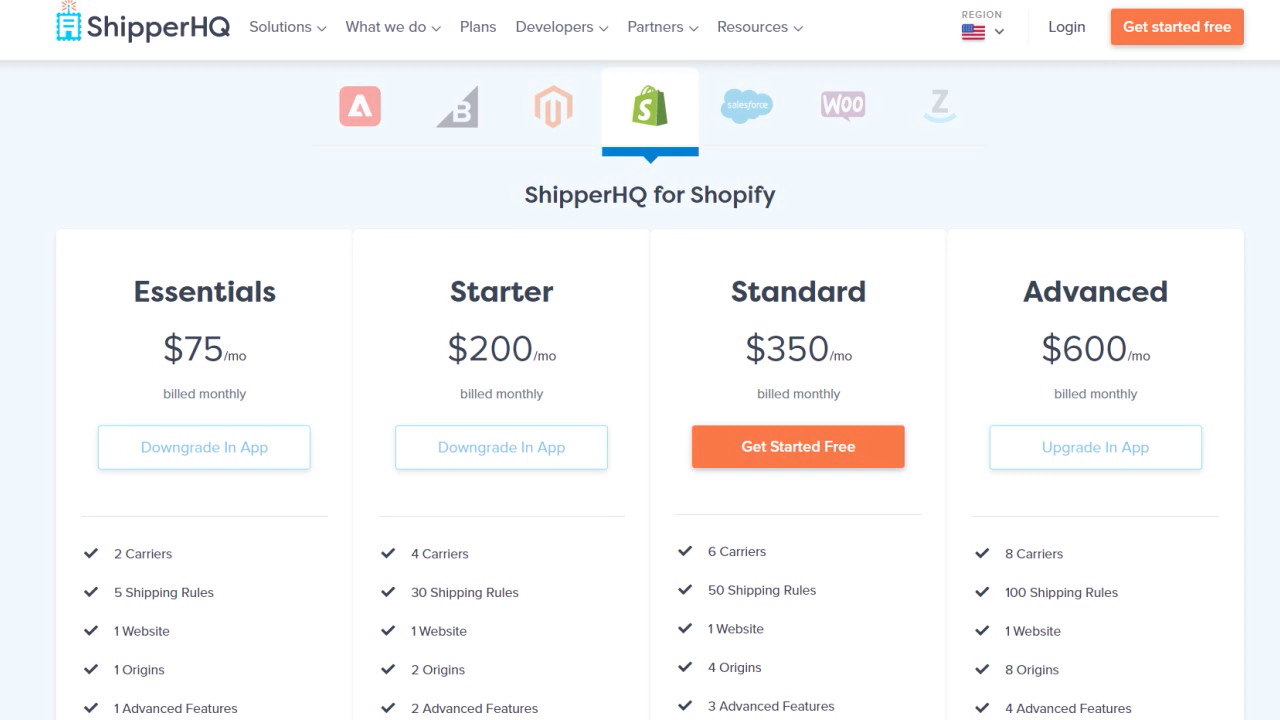 ShipperHQ
Solutions
What we do
Plans
Developers
Partners
Resources
REGION
Login
Get started free
B
S
salesforce
WOO
Z
ShipperHQ for Shopify
Essentials
$75/mo
billed monthly
Downgrade In App
2 Carriers
5 Shipping Rules
1 Website
1 Origins
1 Advanced Features
Starter
$200/mo
billed monthly
Downgrade In App
4 Carriers
30 Shipping Rules
1 Website
2 Origins
2 Advanced Features
Standard
$350/mo
billed monthly
Get Started Free
6 Carriers
50 Shipping Rules
1 Website
4 Origins
3 Advanced Features
Advanced
$600/mo
billed monthly
Upgrade In App
8 Carriers
100 Shipping Rules
1 Website
8 Origins
4 Advanced Features